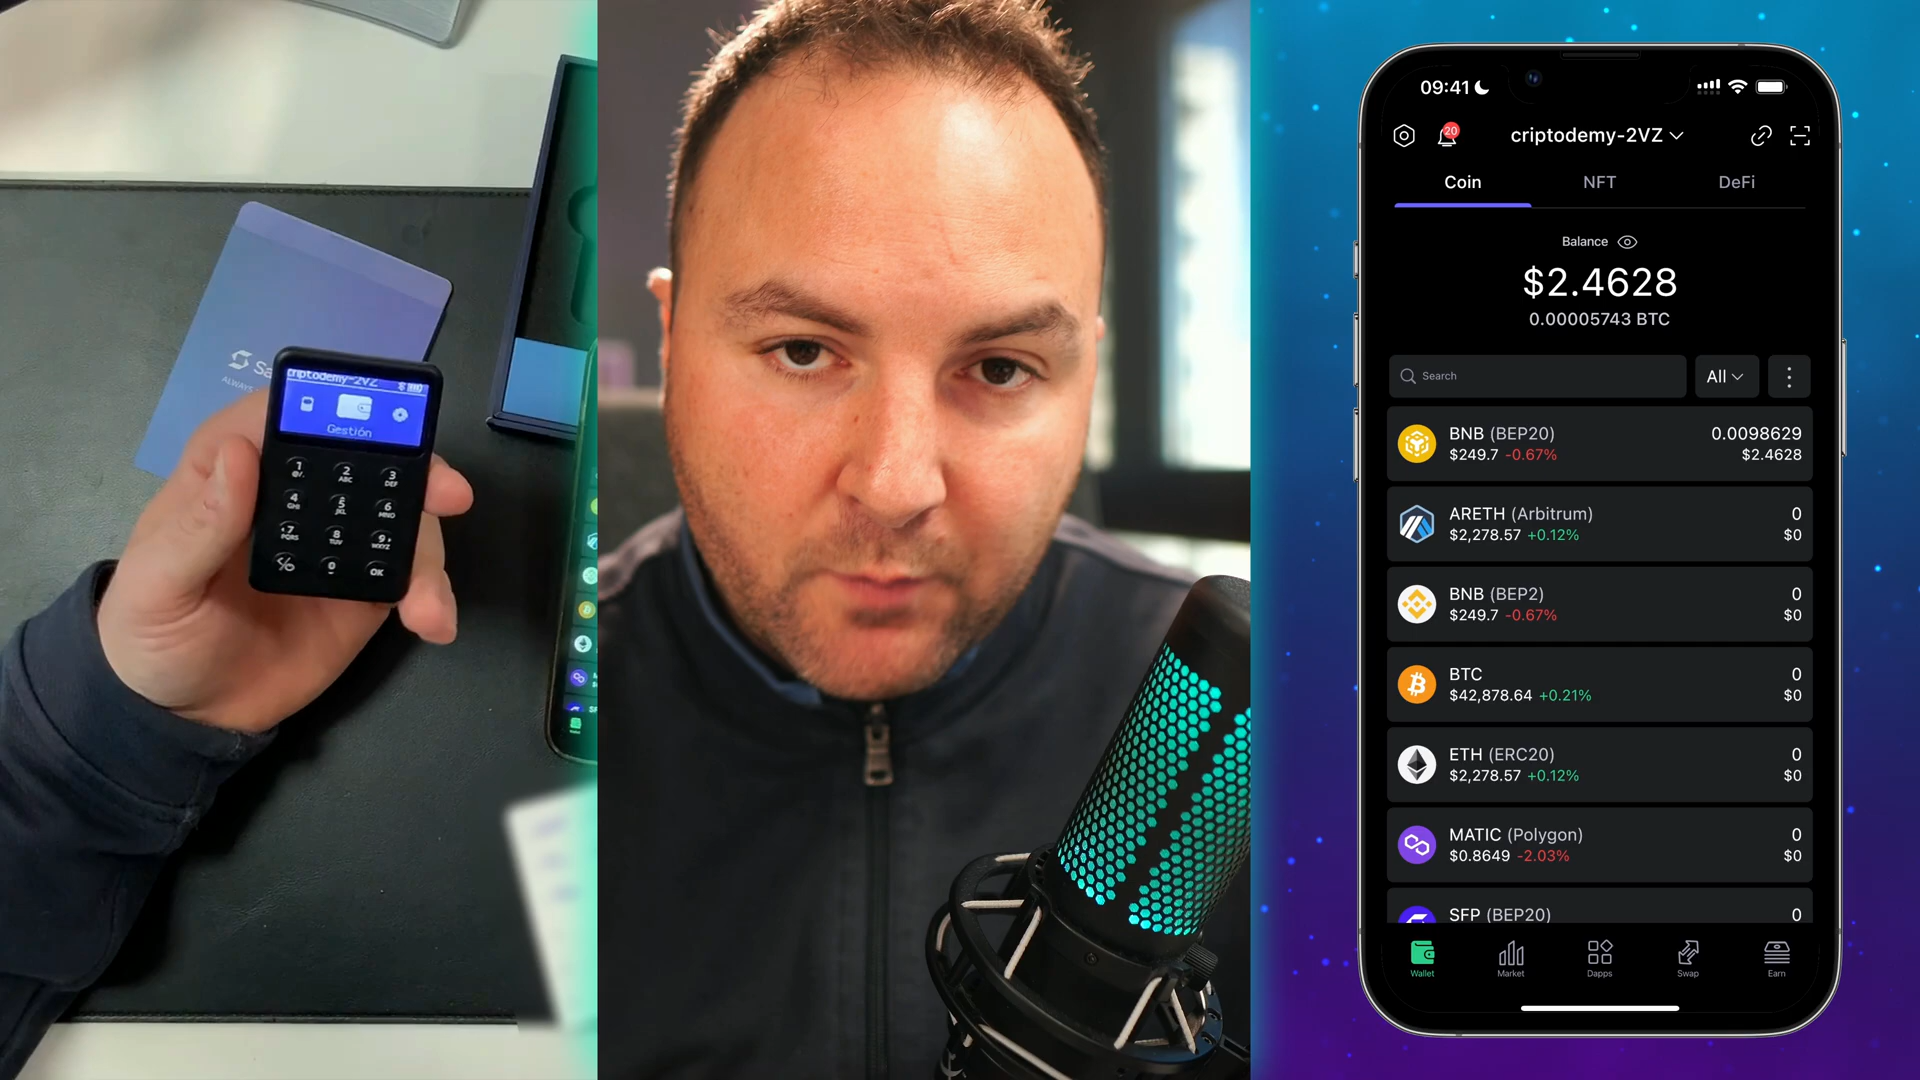 Sa
ALWAYS
criptodemy-2VZ
Gestión
1
2
ABC
3
DEF
4
GHI
5
JKL
6
MNO
7
PQRS
8
TUV
9
WXYZ
0
OK
09:41
20
criptodemy-2VZ
Coin
NFT
DeFi
Balance
$2.4628
0.00005743 BTC
Search
All
BNB (BEP20)
0.0098629
$249.7 -0.67%
$2.4628
ARETH (Arbitrum)
0
$2,278.57 +0.12%
$0
BNB (BEP2)
0
$249.7 -0.67%
$0
BTC
0
$42,878.64 +0.21%
$0
ETH (ERC20)
0
$2,278.57 +0.12%
$0
MATIC (Polygon)
0
$0.8649 -2.03%
$0
SFP (BEP20)
0
Wallet
Market
Dapps
Swap
Earn